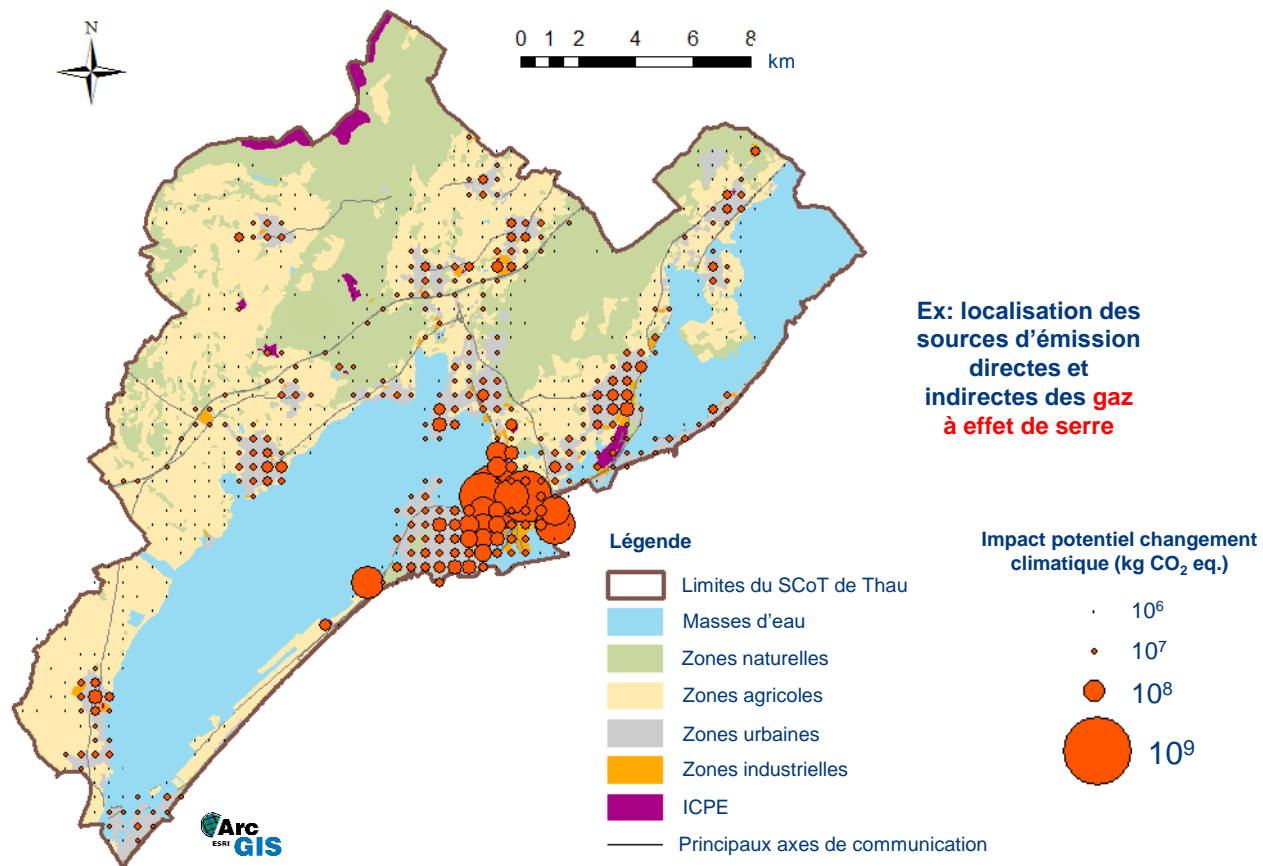 N
0 1 2 4 6 8
km
Ex: localisation des
sources d'émission
directes et
indirectes des gaz
à effet de serre
Légende
Limites du SCoT de Thau
Masses d'eau
Zones naturelles
Zones agricoles
Zones urbaines
Zones industrielles
ICPE
Principaux axes de communication
Impact potentiel changement
climatique (kg CO₂ eq.)
10⁶
10⁷
10⁸
10⁹
Arc
ESRI GIS